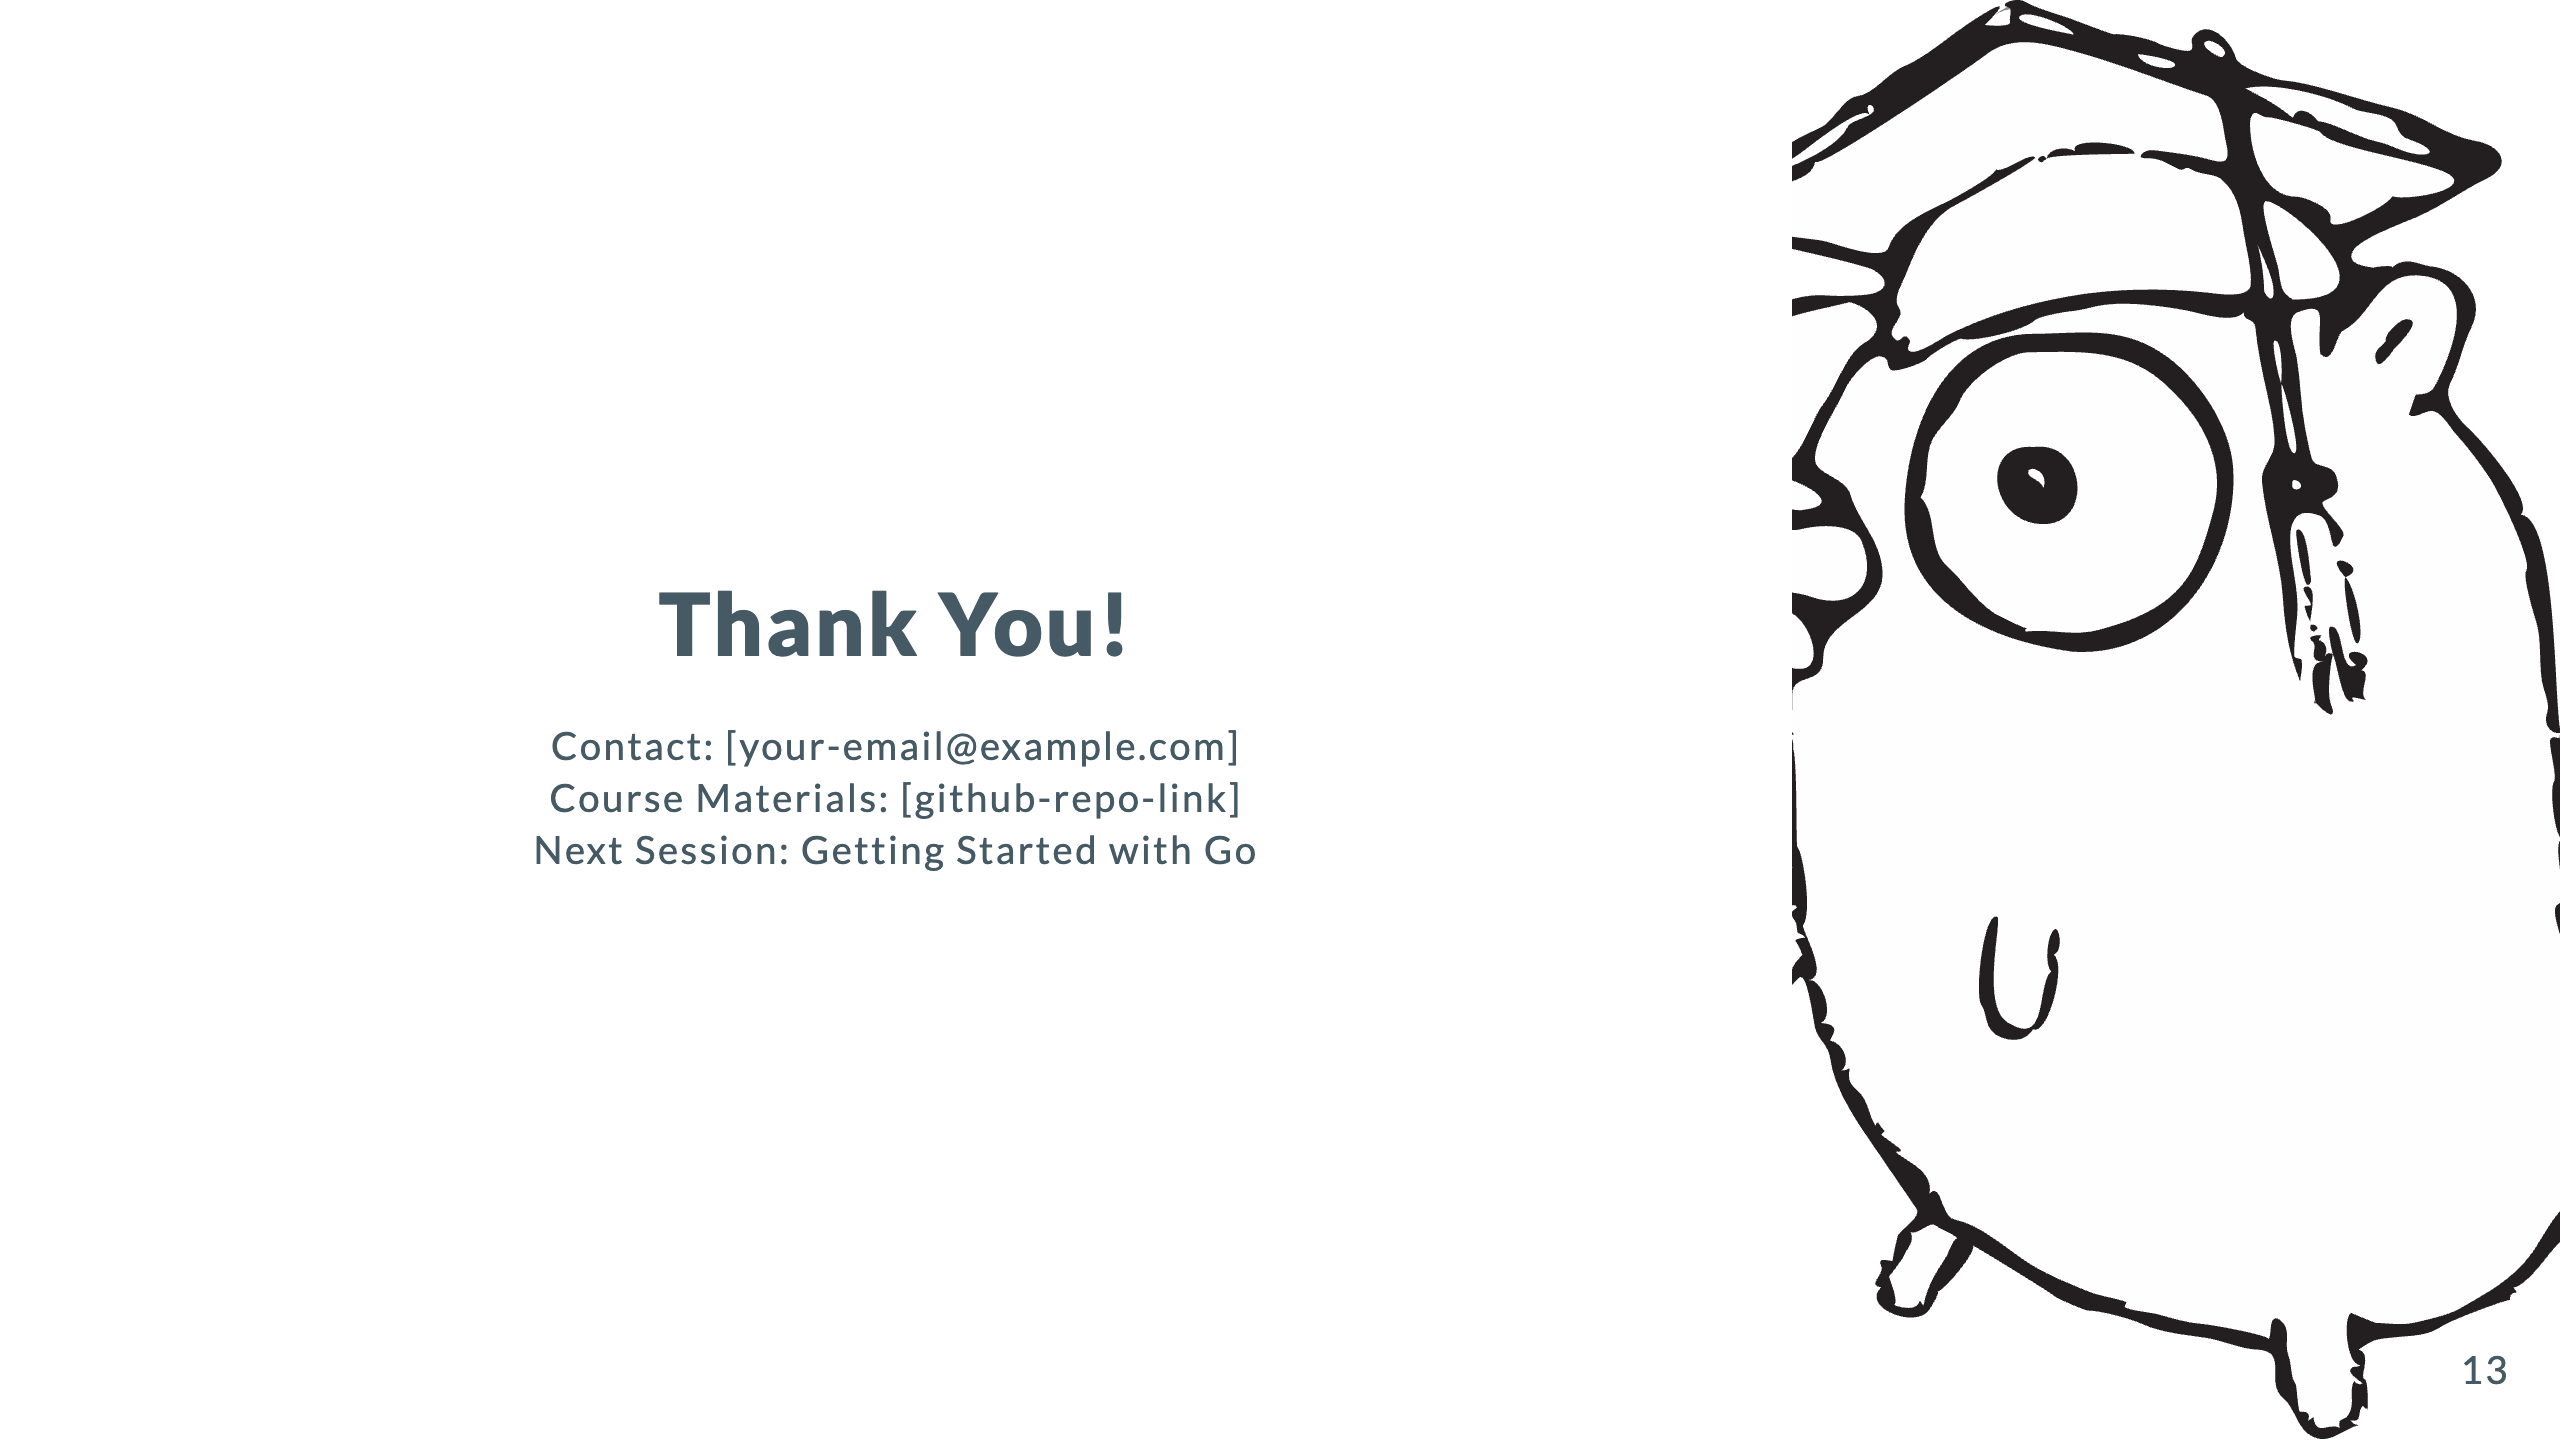 Thank You!
Contact: [your-email@example.com]
Course Materials: [github-repo-link]
Next Session: Getting Started with Go
13